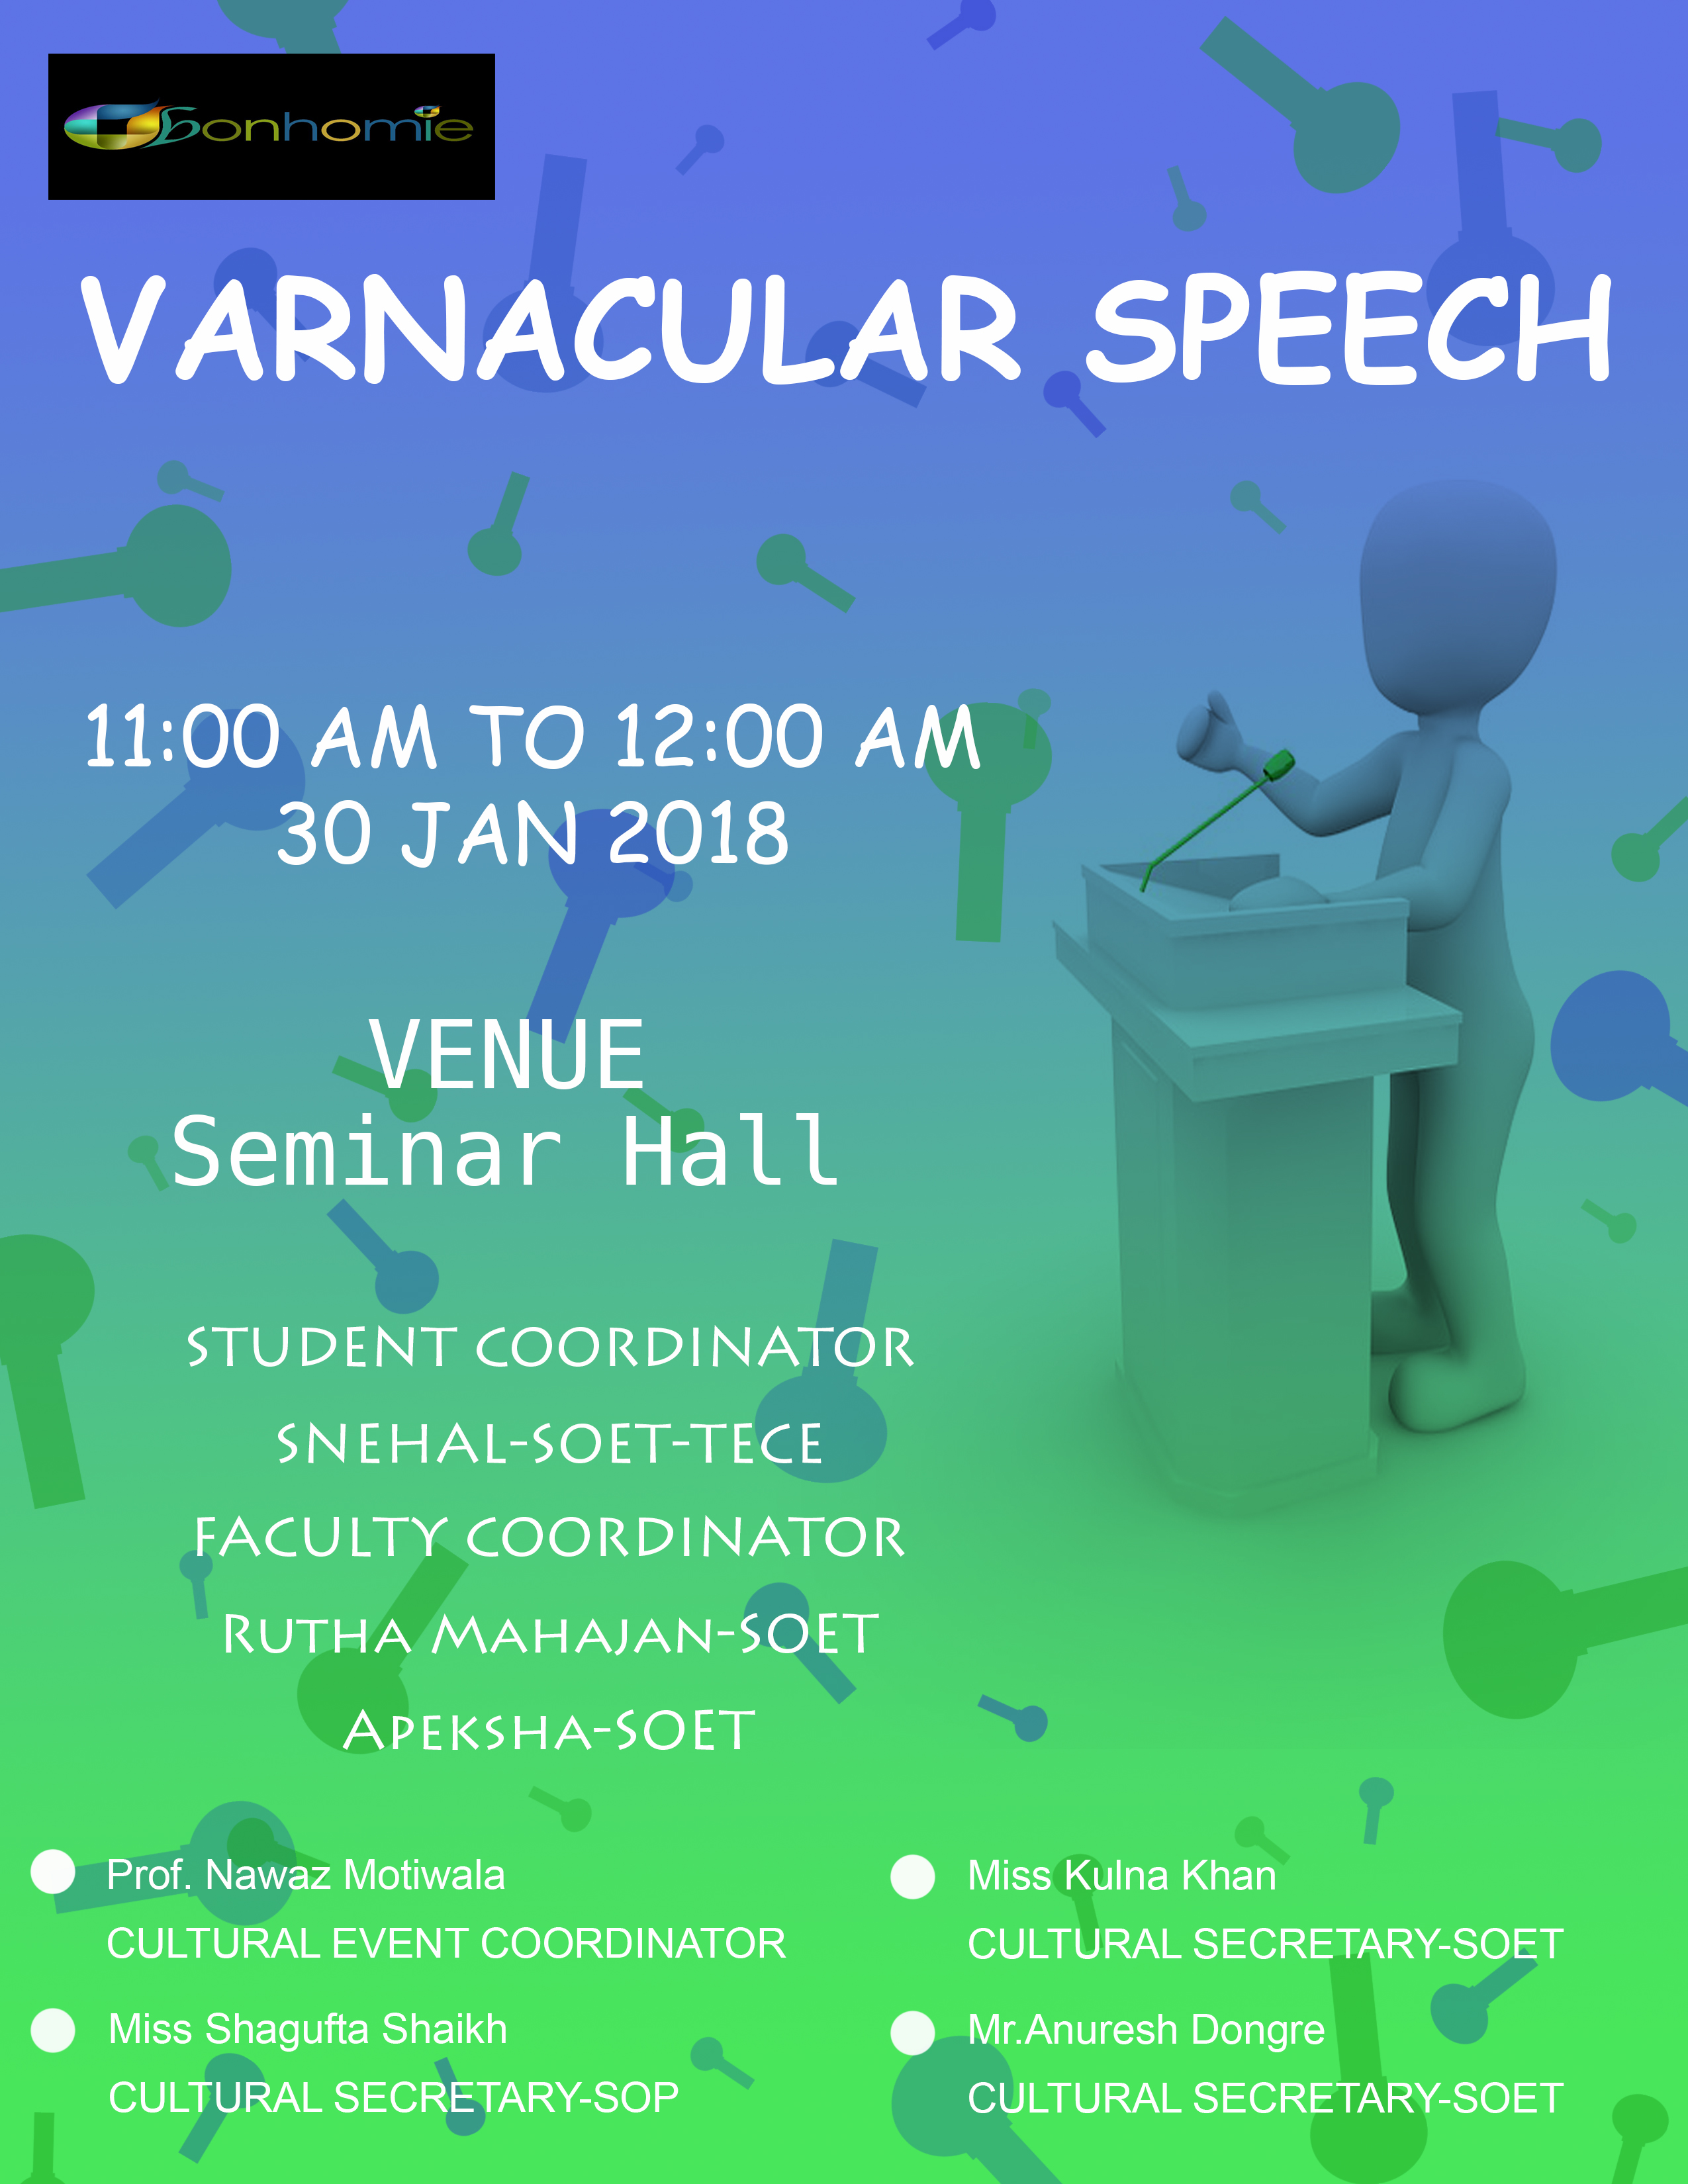 bonhomie
VARNACULAR SPEECH
11:00 AM TO 12:00 AM
30 JAN 2018
VENUE
Seminar Hall
STUDENT COORDINATOR
SNEHAL-SOET-TECE
FACULTY COORDINATOR
RUTHA MAHAJAN-SOET
APEKSHA-SOET
Prof. Nawaz Motiwala
CULTURAL EVENT COORDINATOR
Miss Shagufta Shaikh
CULTURAL SECRETARY-SOP
Miss Kulna Khan
CULTURAL SECRETARY-SOET
Mr.Anuresh Dongre
CULTURAL SECRETARY-SOET